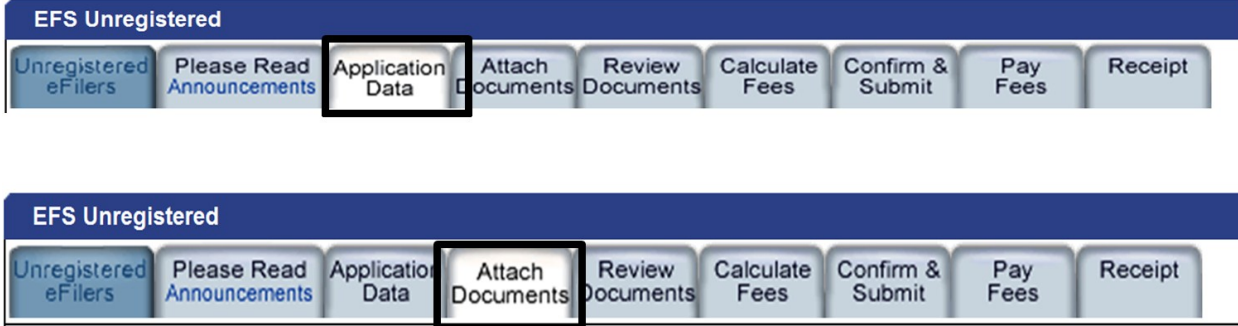 EFS Unregistered
Unregistered eFilers
Please Read Announcements
Application Data
Attach Documents
Review Documents
Calculate Fees
Confirm & Submit
Pay Fees
Receipt
EFS Unregistered
Unregistered eFilers
Please Read Announcements
Application Data
Attach Documents
Review Documents
Calculate Fees
Confirm & Submit
Pay Fees
Receipt